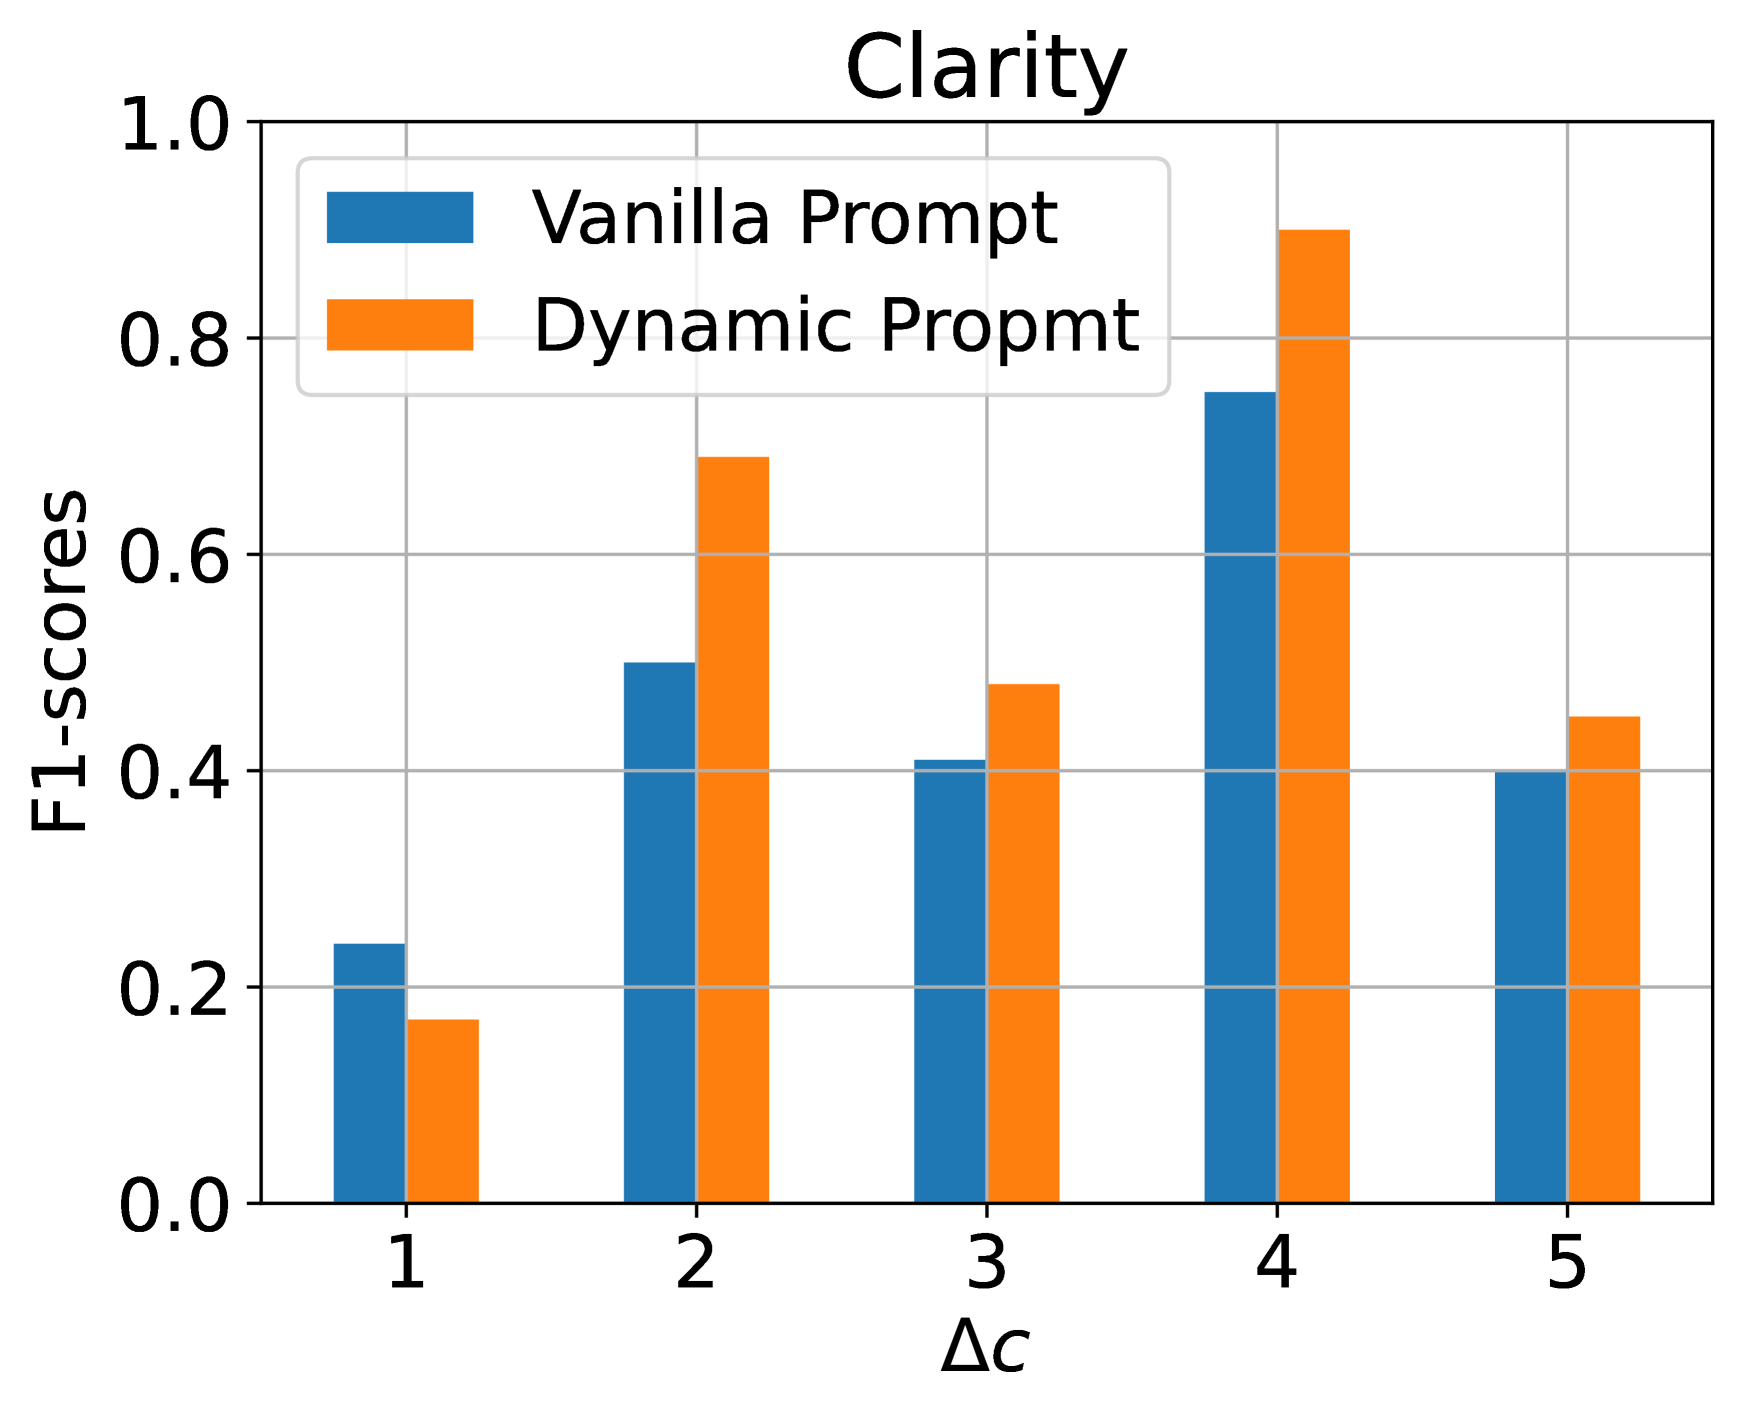 Clarity
1.0
0.8
0.6
0.4
0.2
0.0
F1-scores
Vanilla Prompt
Dynamic Propmt
1 2 3 4 5
Δc